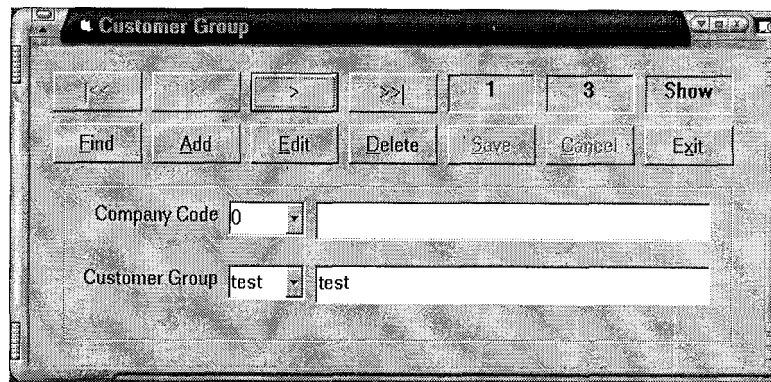 Customer Group
|<< > >>| 1 3 Show
Find Add Edit Delete Save Cancel Exit
Company Code 0
Customer Group test test